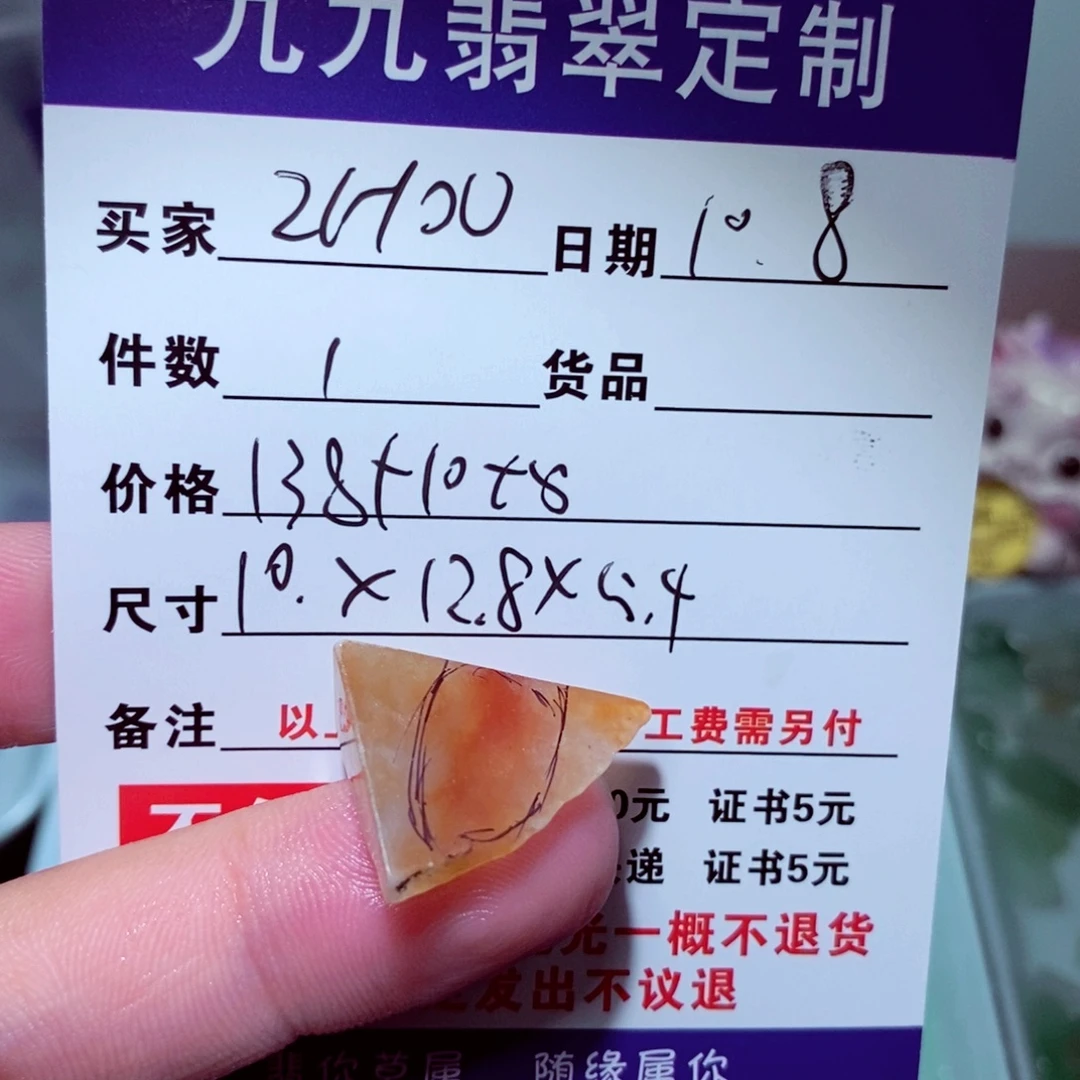 九九翡翠定制
买家 日期 10.8
件数 1 货品
价格 138+10+8
尺寸 10. × 12.8 × 5.4
备注 以上 工费需另付
0元 证书5元
递 证书5元
光一概不退货
发出不议退
随缘属你